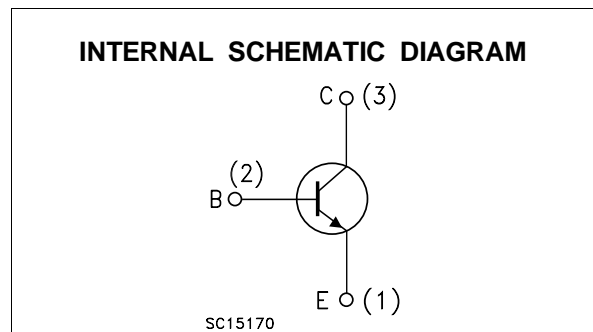 INTERNAL SCHEMATIC DIAGRAM
C (3)
(2)
B
E (1)
SC15170